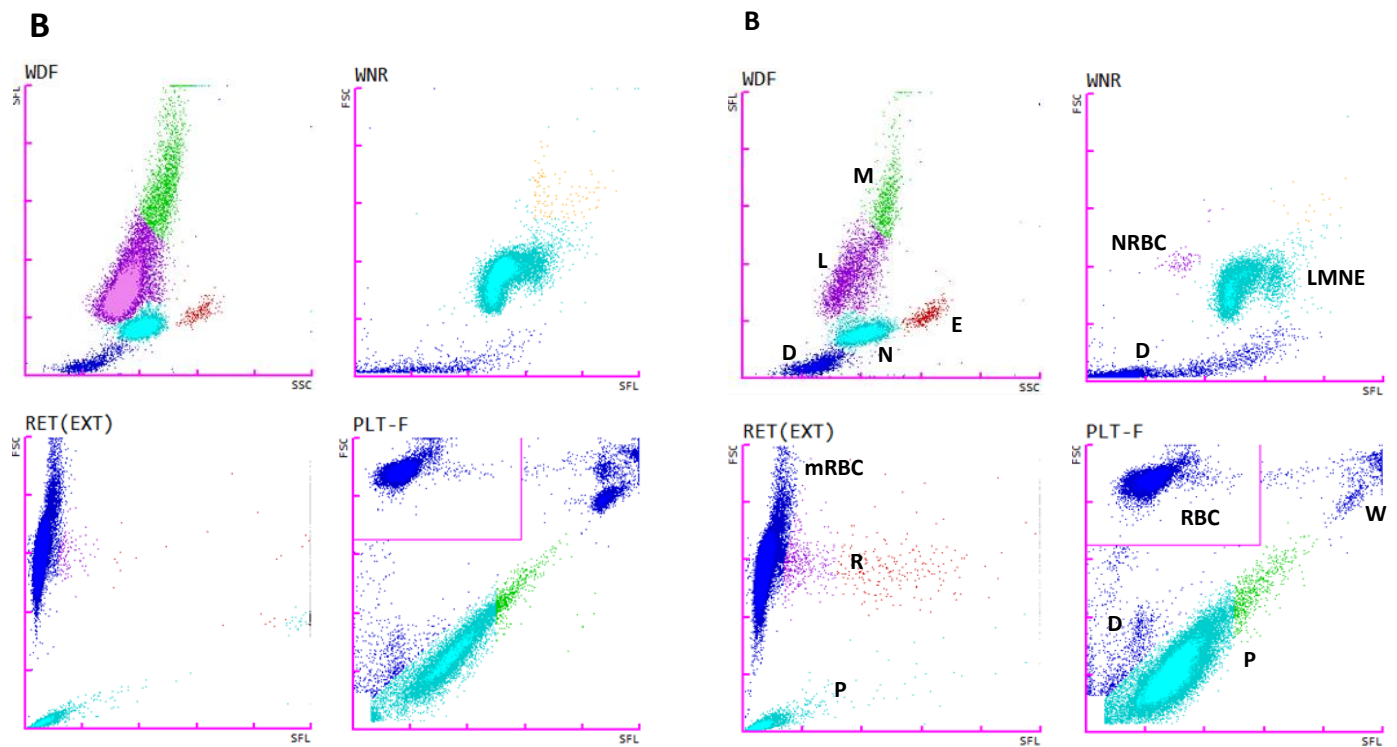 B
B
WDF
SFL
SSC
WNR
FSC
SFL
WDF
SFL
M
L
E
D
N
SSC
WNR
FSC
NRBC
LMNE
D
SFL
RET(EXT)
FSC
SFL
PLT-F
FSC
SFL
RET(EXT)
FSC
mRBC
R
P
SFL
PLT-F
FSC
RBC
W
D
P
SFL